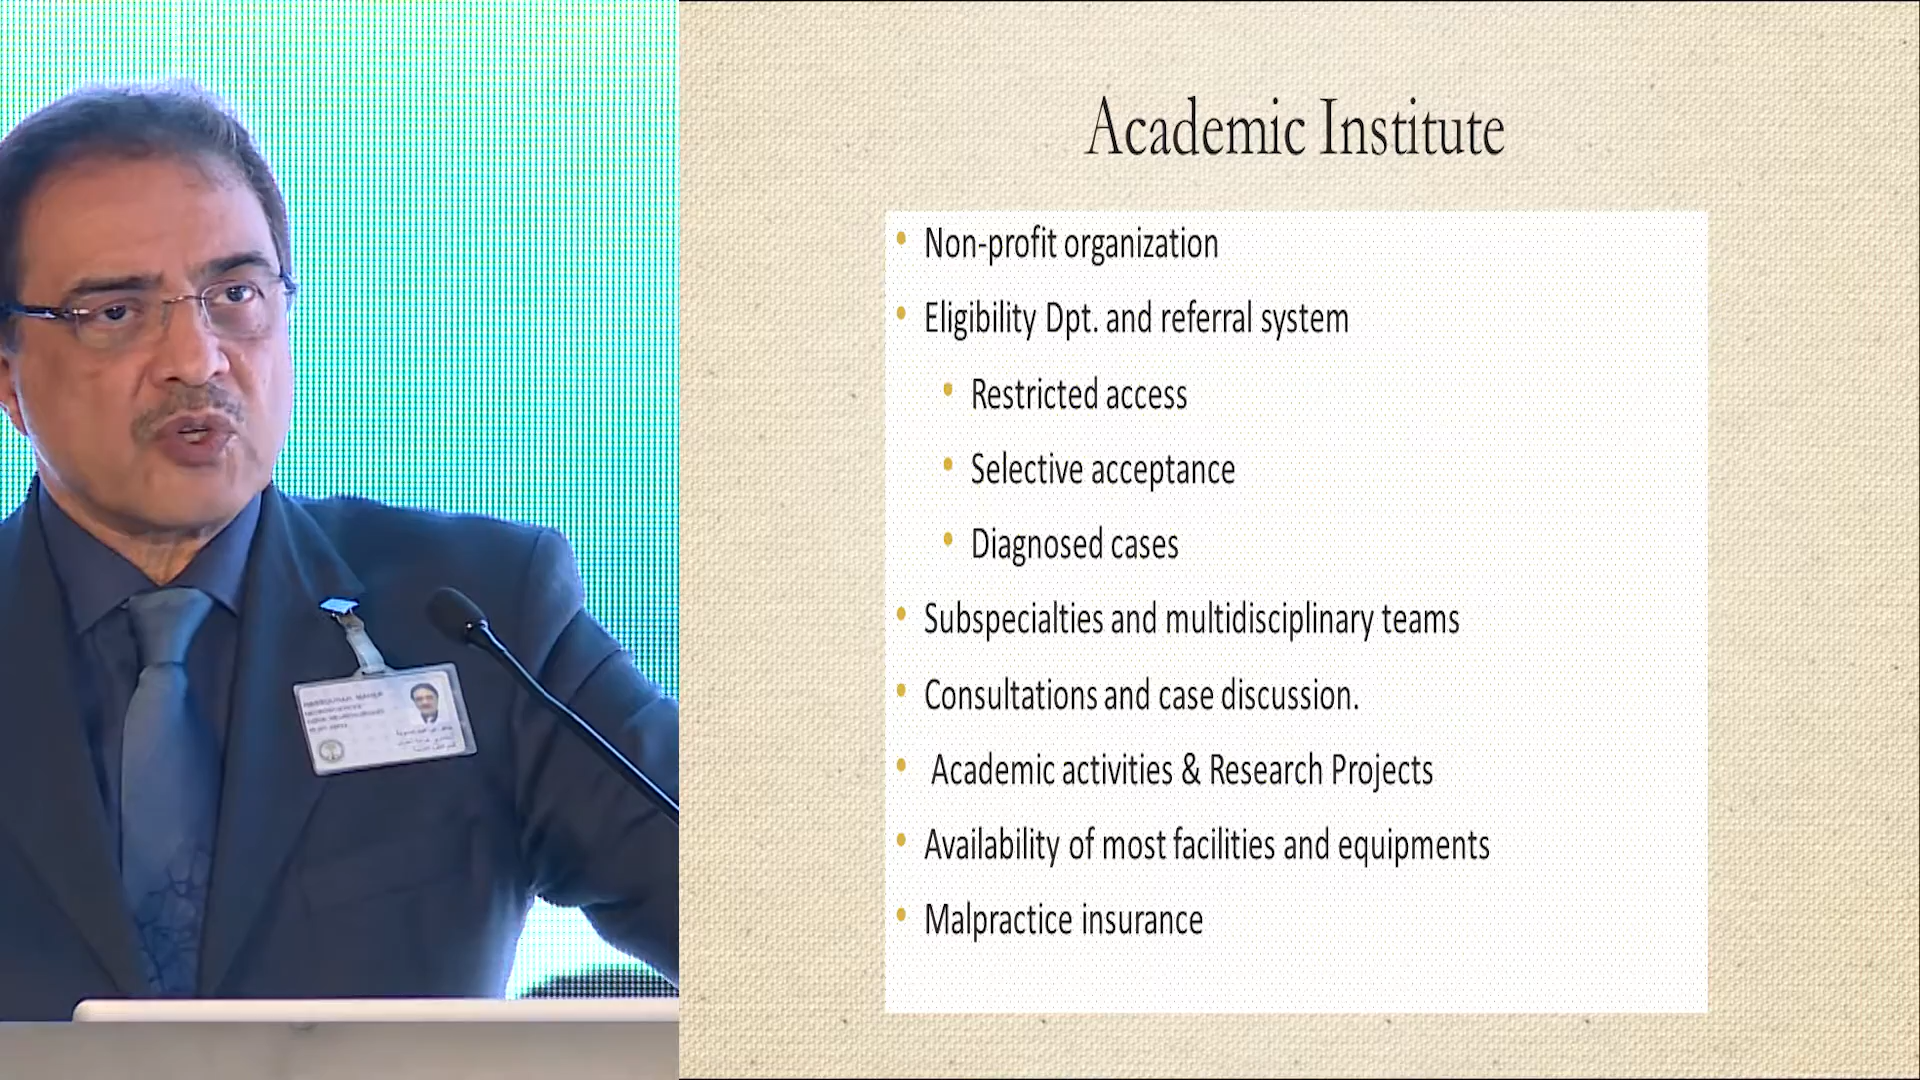 Academic Institute
Non-profit organization
Eligibility Dpt. and referral system
Restricted access
Selective acceptance
Diagnosed cases
Subspecialties and multidisciplinary teams
Consultations and case discussion.
Academic activities & Research Projects
Availability of most facilities and equipments
Malpractice insurance
NEUROSCIENCES